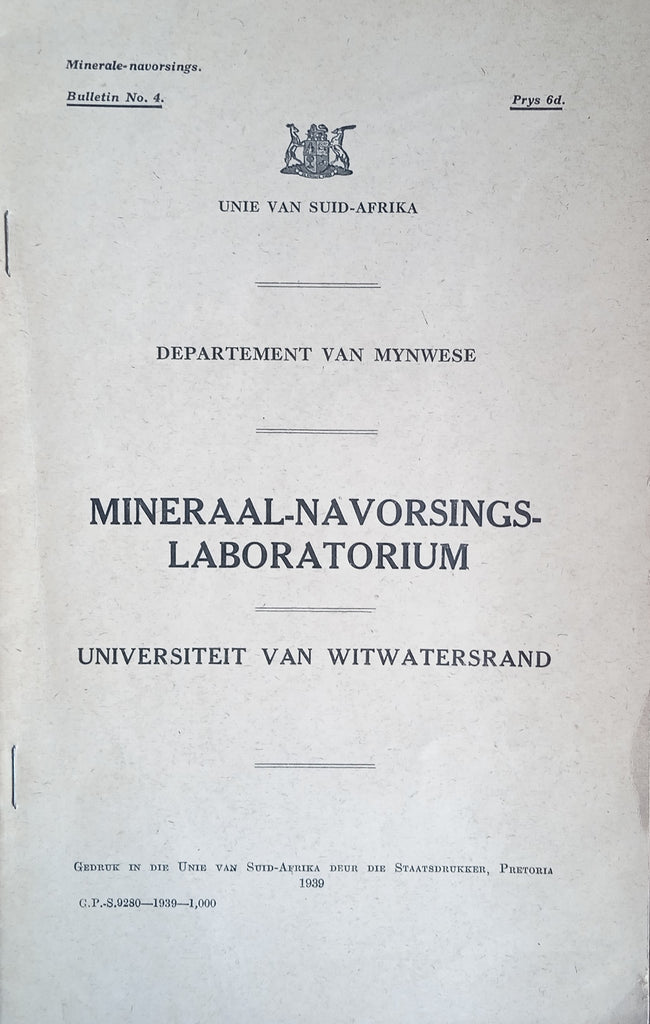 Minerale-navorsings.
Bulletin No. 4.
Prys 6d.
UNIE VAN SUID-AFRIKA
DEPARTEMENT VAN MYNWESE
MINERAAL-NAVORSINGS-
LABORATORIUM
UNIVERSITEIT VAN WITWATERSRAND
GEDRUK IN DIE UNIE VAN SUID-AFRIKA DEUR DIE STAATSDRUKKER, PRETORIA
1939
G.P.-S.9280—1939—1,000